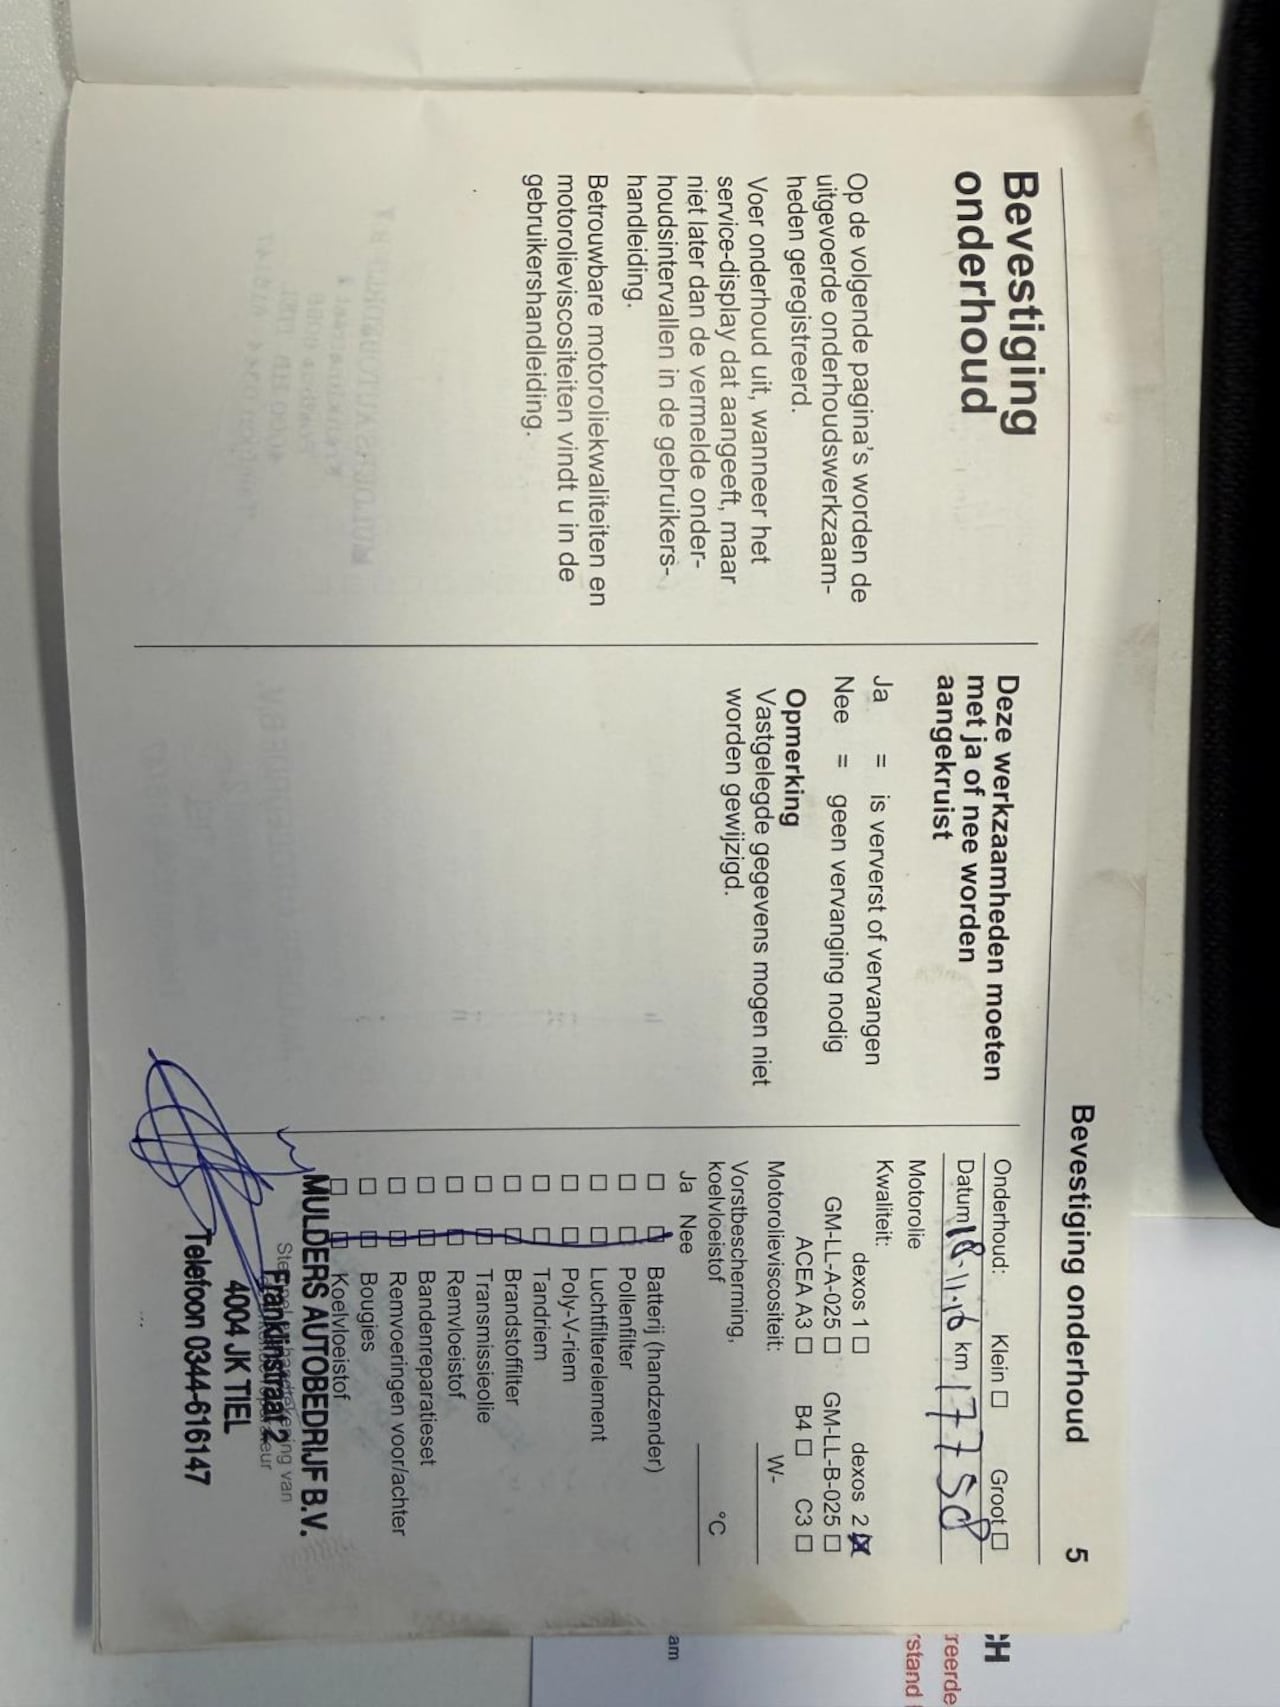 Bevestiging onderhoud 5
Bevestiging
onderhoud
Op de volgende pagina's worden de
uitgevoerde onderhoudswerkzaam-
heden geregistreerd.
Voer onderhoud uit, wanneer het
service-display dat aangeeft, maar
niet later dan de vermelde onder-
houdsintervallen in de gebruikers-
handleiding.
Betrouwbare motoroliekwaliteiten en
motorolieviscositeiten vindt u in de
gebruikershandleiding.
Deze werkzaamheden moeten
met ja of nee worden
aangekruist
Ja = is ververst of vervangen
Nee = geen vervanging nodig
Opmerking
Vastgelegde gegevens mogen niet
worden gewijzigd.
Onderhoud: Klein ☐ Groot ☐
Datum 18-11-16 km 17758
Motorolie
Kwaliteit:
dexos 1 ☐ dexos 2 ☒
GM-LL-A-025 ☐ GM-LL-B-025 ☐
ACEA A3 ☐ B4 ☐ C3 ☐
Motorolieviscositeit: W-
Vorstbescherming,
koelvloeistof °C
Ja Nee
☐ ☐ Batterij (handzender)
☐ ☐ Pollenfilter
☐ ☐ Luchtfilterelement
☐ ☐ Poly-V-riem
☐ ☐ Tandriem
☐ ☐ Brandstoffilter
☐ ☐ Transmissieolie
☐ ☐ Remvloeistof
☐ ☐ Bandenreparatieset
☐ ☐ Remvoeringen voor/achter
☐ ☐ Bougies
☐ ☐ Koelvloeistof
MULDERS AUTOBEDRIJF B.V.
Franklinstraat 2
4004 JK TIEL
Telefoon 0344-616147